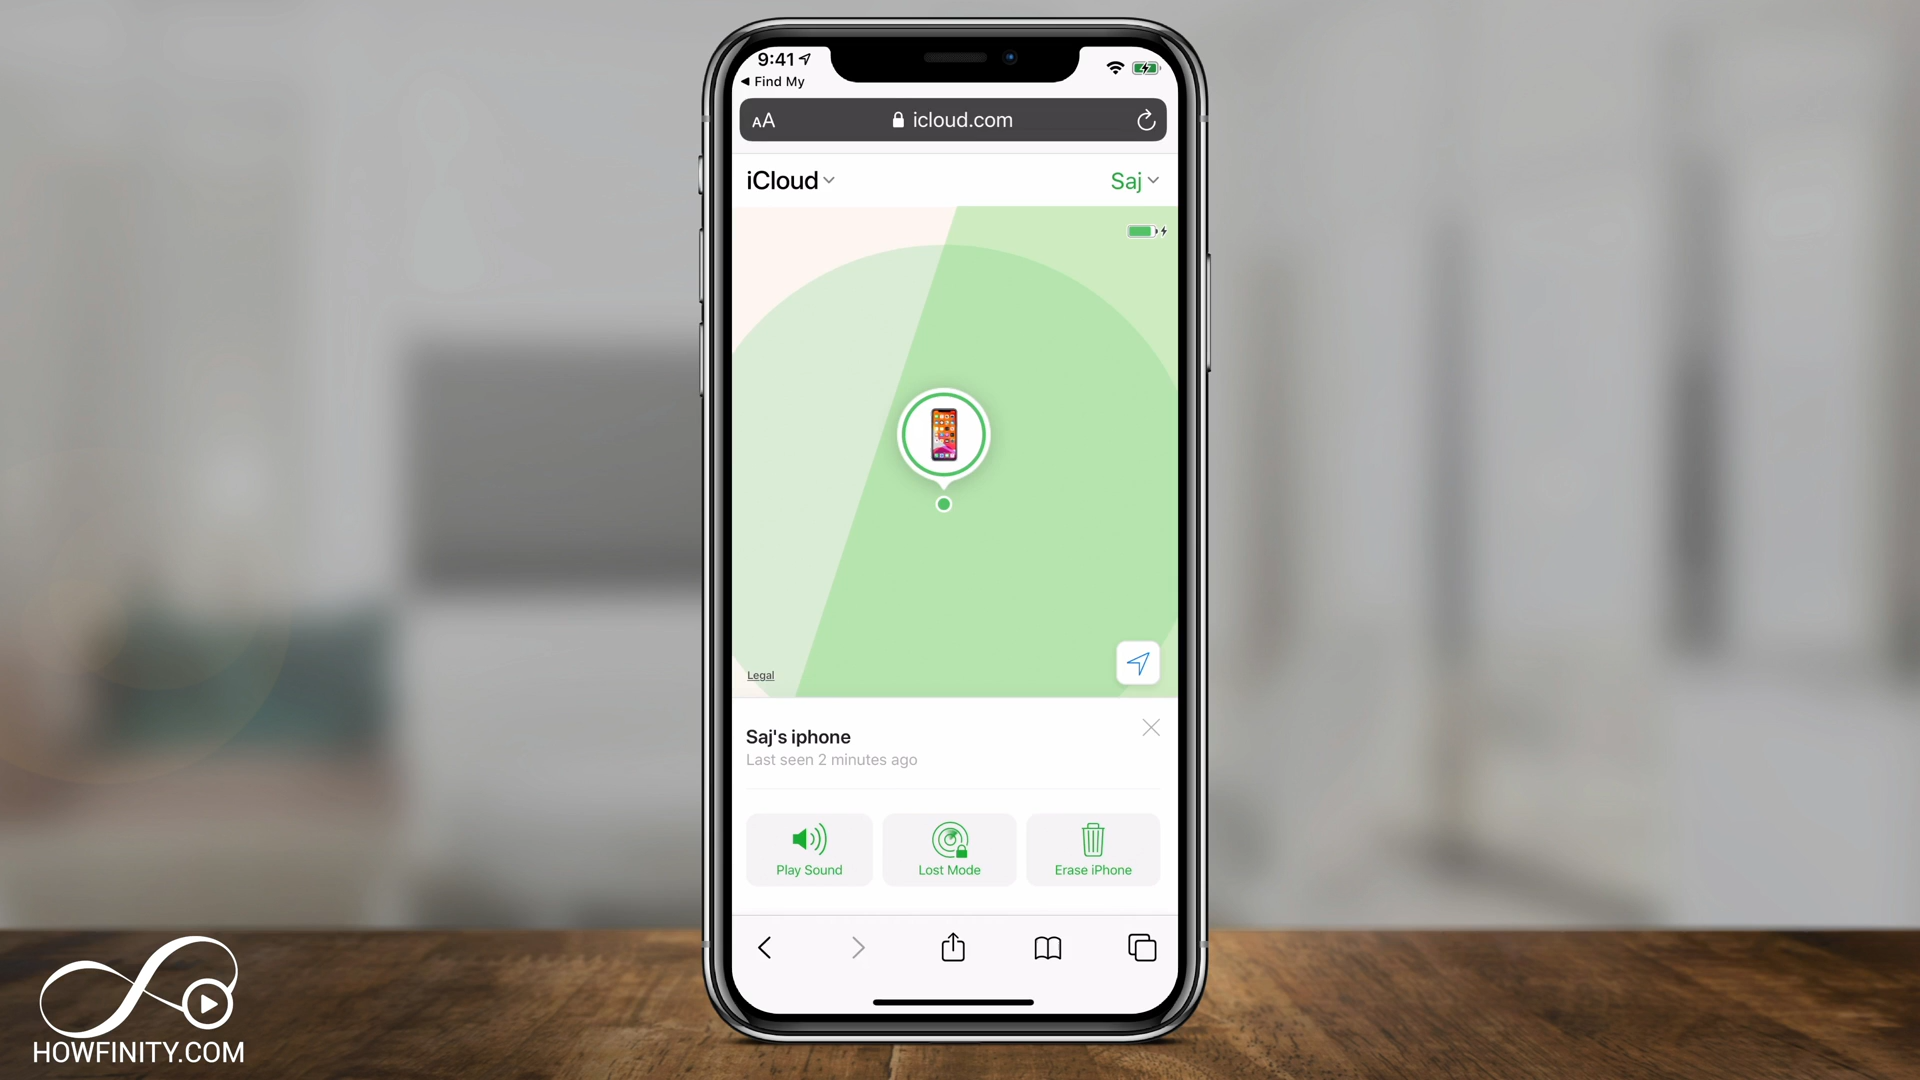 9:41
Find My
AA
icloud.com
iCloud
Saj
Legal
Saj's iphone
Last seen 2 minutes ago
Play Sound
Lost Mode
Erase iPhone
HOWFINITY.COM